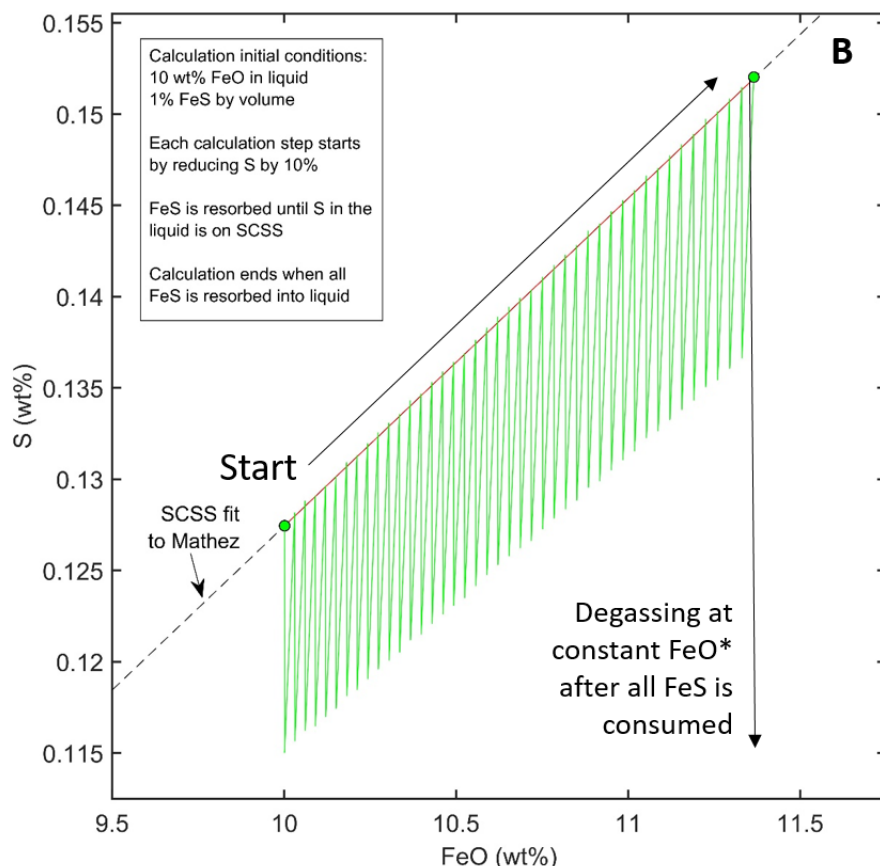 B
Calculation initial conditions:
10 wt% FeO in liquid
1% FeS by volume
Each calculation step starts
by reducing S by 10%
FeS is resorbed until S in the
liquid is on SCSS
Calculation ends when all
FeS is resorbed into liquid
Start
SCSS fit
to Mathez
Degassing at
constant FeO*
after all FeS is
consumed
S (wt%)
0.155
0.15
0.145
0.14
0.135
0.13
0.125
0.12
0.115
9.5
10
10.5
11
11.5
FeO (wt%)